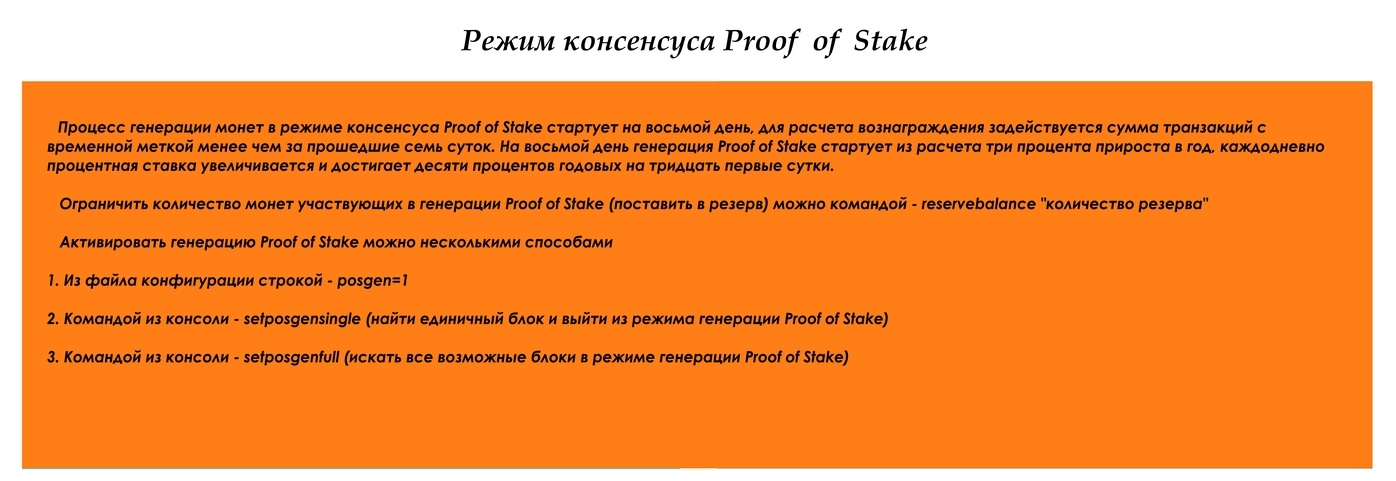 Режим консенсуса Proof of Stake
Процесс генерации монет в режиме консенсуса Proof of Stake стартует на восьмой день, для расчета вознаграждения задействуется сумма транзакций с
временной меткой менее чем за прошедшие семь суток. На восьмой день генерация Proof of Stake стартует из расчета три процента прироста в год, каждодневно
процентная ставка увеличивается и достигает десяти процентов годовых на тридцать первые сутки.
Ограничить количество монет участвующих в генерации Proof of Stake (поставить в резерв) можно командой - reservebalance "количество резерва"
Активировать генерацию Proof of Stake можно несколькими способами
1. Из файла конфигурации строкой - posgen=1
2. Командой из консоли - setposgensingle (найти единичный блок и выйти из режима генерации Proof of Stake)
3. Командой из консоли - setposgenfull (искать все возможные блоки в режиме генерации Proof of Stake)